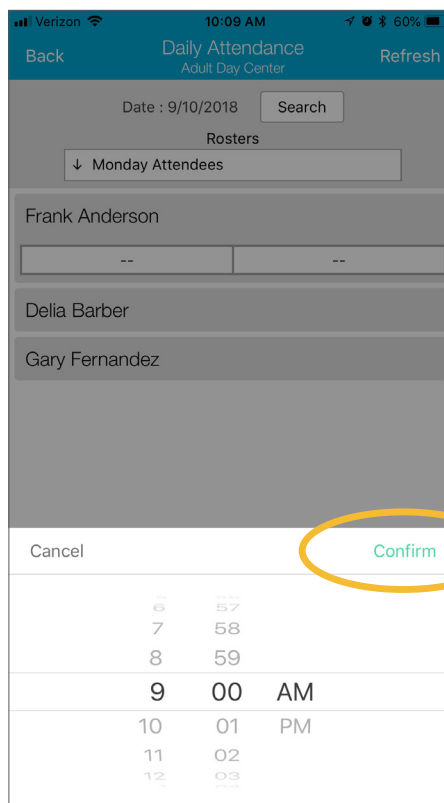 Verizon 10:09 AM 60%
Back Daily Attendance Refresh
Adult Day Center
Date : 9/10/2018 Search
Rosters
↓ Monday Attendees
Frank Anderson
-- --
Delia Barber
Gary Fernandez
Cancel Confirm
6 57
7 58
8 59
9 00 AM
10 01 PM
11 02
12 03